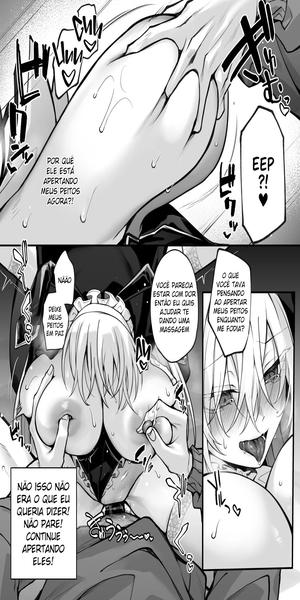 EEP
?!
♥
POR QUÊ
ELE ESTÁ
APERTANDO
MEUS PEITOS
AGORA?!
O QUE
VOCÊ TAVA
PENSANDO
AO APERTAR
MEUS PEITOS
ENQUANTO
ME FODIA?
VOCÊ PARECIA
ESTAR COM DOR
ENTÃO EU QUIS
AJUDAR TE
DANDO UMA
MASSAGEM
NÃÃO
DEIXE
MEUS
PEITOS
EM PAZ
NÃO ISSO NÃO
ERA O QUE EU
QUERIA DIZER!
NÃO PARE!
CONTINUE
APERTANDO
ELES!